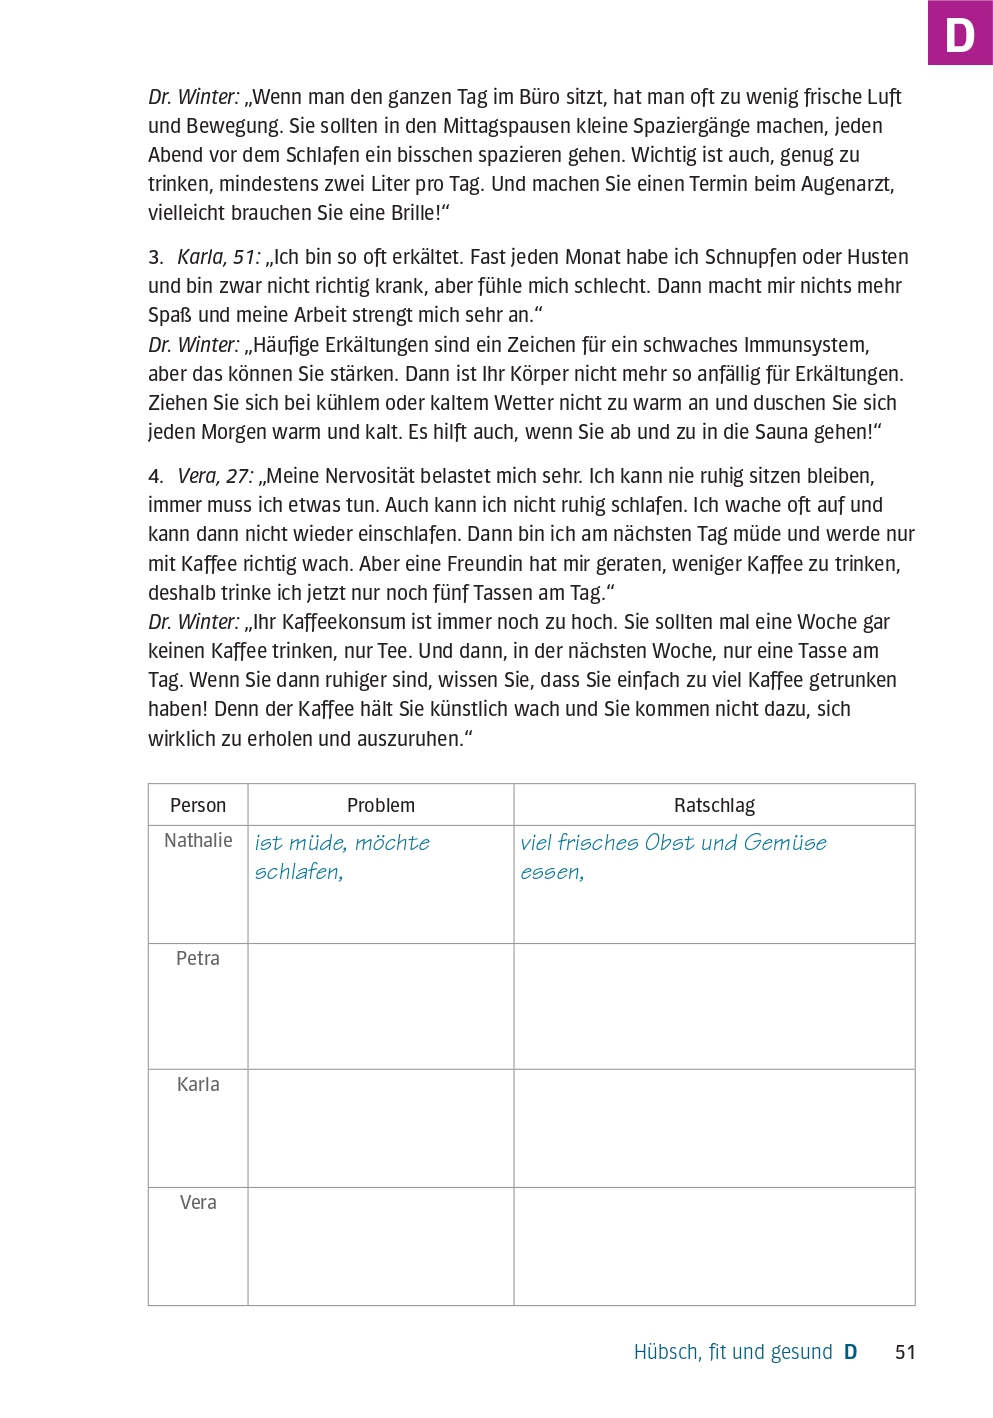 D
Dr. Winter: „Wenn man den ganzen Tag im Büro sitzt, hat man oft zu wenig frische Luft
und Bewegung. Sie sollten in den Mittagspausen kleine Spaziergänge machen, jeden
Abend vor dem Schlafen ein bisschen spazieren gehen. Wichtig ist auch, genug zu
trinken, mindestens zwei Liter pro Tag. Und machen Sie einen Termin beim Augenarzt,
vielleicht brauchen Sie eine Brille!“
3. Karla, 51: „Ich bin so oft erkältet. Fast jeden Monat habe ich Schnupfen oder Husten
und bin zwar nicht richtig krank, aber fühle mich schlecht. Dann macht mir nichts mehr
Spaß und meine Arbeit strengt mich sehr an.“
Dr. Winter: „Häufige Erkältungen sind ein Zeichen für ein schwaches Immunsystem,
aber das können Sie stärken. Dann ist Ihr Körper nicht mehr so anfällig für Erkältungen.
Ziehen Sie sich bei kühlem oder kaltem Wetter nicht zu warm an und duschen Sie sich
jeden Morgen warm und kalt. Es hilft auch, wenn Sie ab und zu in die Sauna gehen!“
4. Vera, 27: „Meine Nervosität belastet mich sehr. Ich kann nie ruhig sitzen bleiben,
immer muss ich etwas tun. Auch kann ich nicht ruhig schlafen. Ich wache oft auf und
kann dann nicht wieder einschlafen. Dann bin ich am nächsten Tag müde und werde nur
mit Kaffee richtig wach. Aber eine Freundin hat mir geraten, weniger Kaffee zu trinken,
deshalb trinke ich jetzt nur noch fünf Tassen am Tag.“
Dr. Winter: „Ihr Kaffeekonsum ist immer noch zu hoch. Sie sollten mal eine Woche gar
keinen Kaffee trinken, nur Tee. Und dann, in der nächsten Woche, nur eine Tasse am
Tag. Wenn Sie dann ruhiger sind, wissen Sie, dass Sie einfach zu viel Kaffee getrunken
haben! Denn der Kaffee hält Sie künstlich wach und Sie kommen nicht dazu, sich
wirklich zu erholen und auszuruhen.“
Person Problem Ratschlag
Nathalie ist müde, möchte viel frisches Obst und Gemüse
schlafen, essen,
Petra
Karla
Vera
Hübsch, fit und gesund D 51